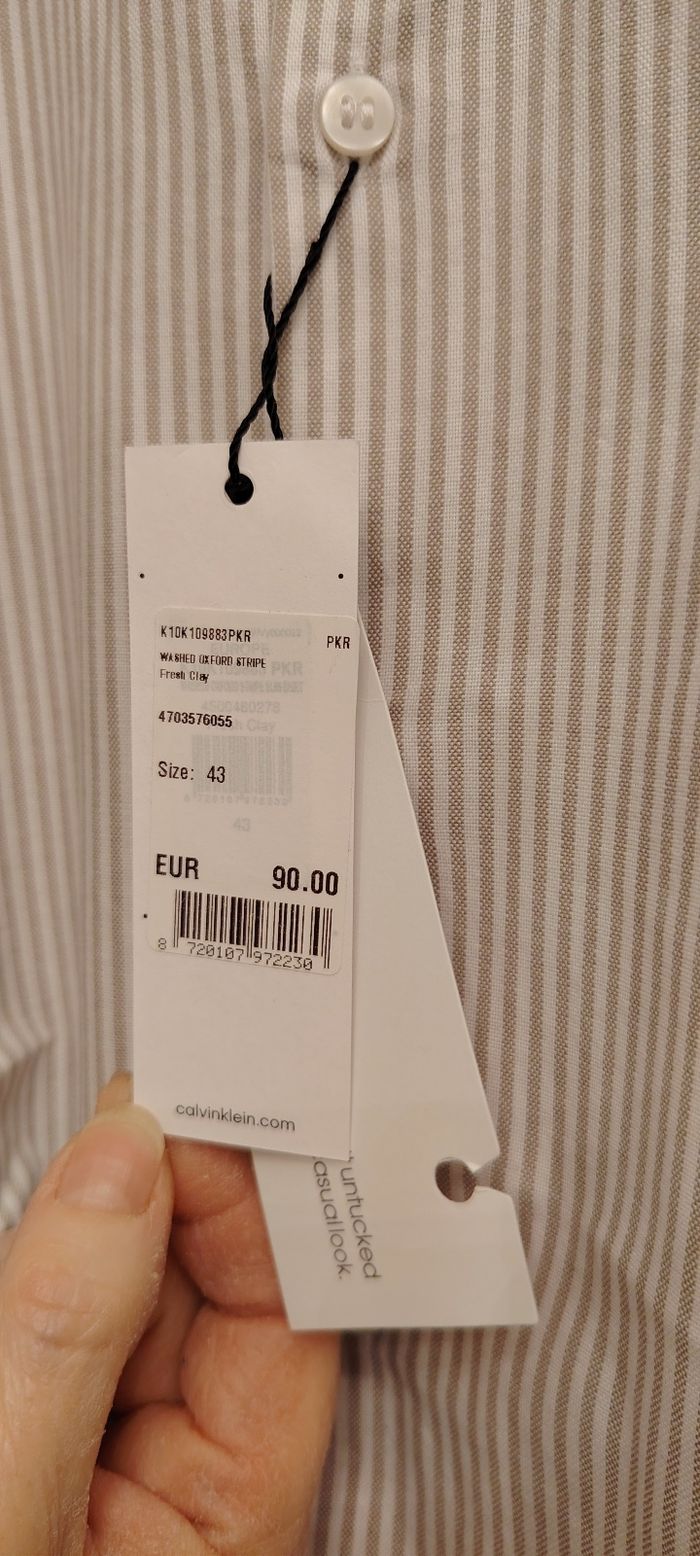 K10K109883PKR PKR
WASHED OXFORD STRIPE
Fresh Clay
4703576055
Size: 43
EUR 90.00
8 720107 972230
calvinklein.com
untucked
casual look.